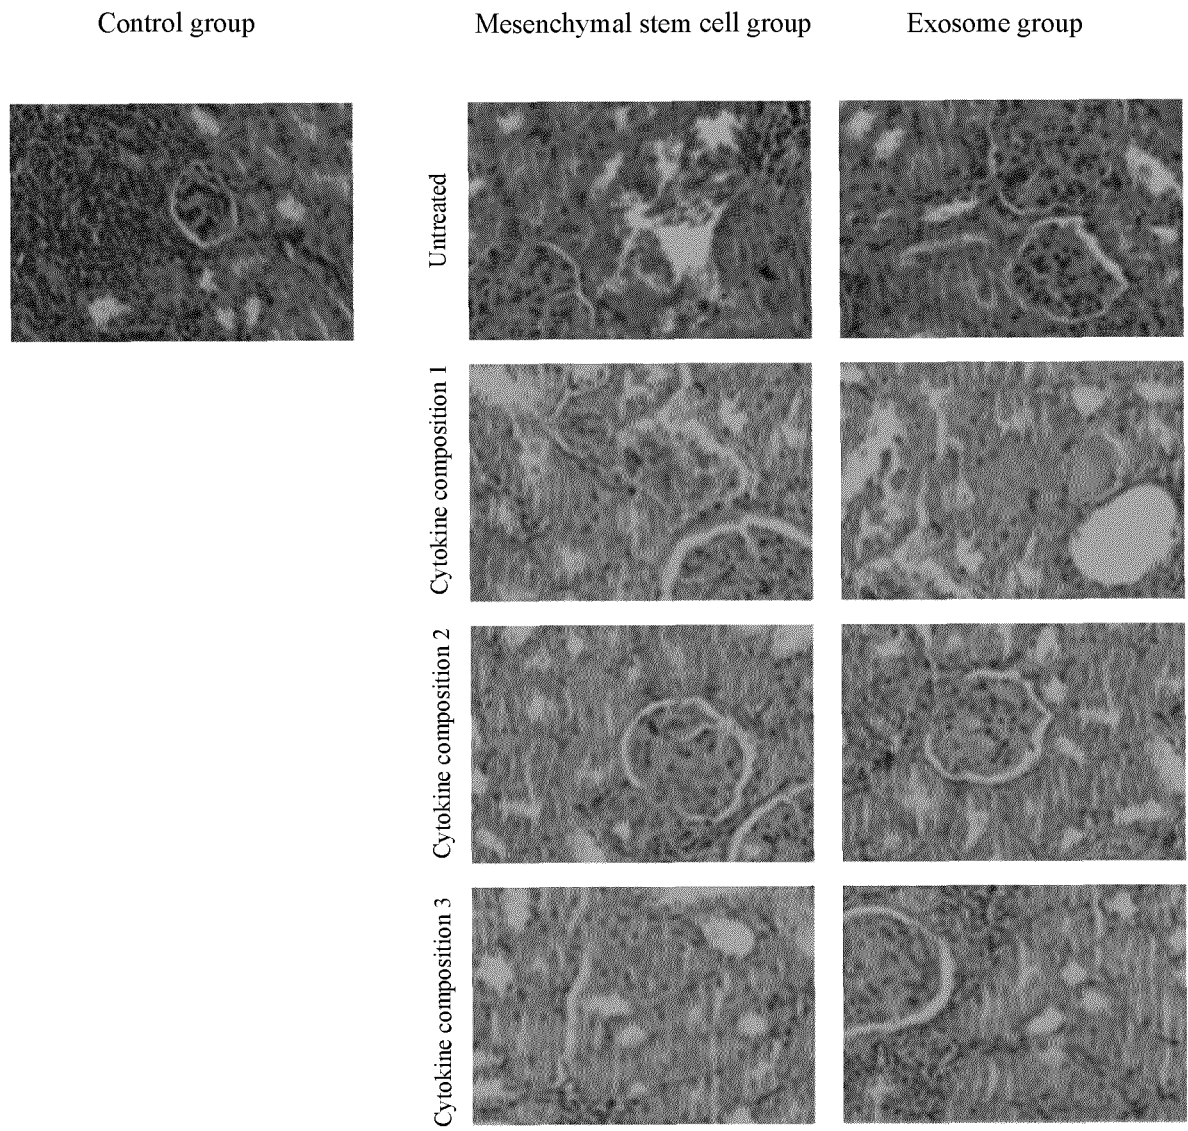 Control group
Mesenchymal stem cell group
Exosome group
Untreated
Cytokine composition 1
Cytokine composition 2
Cytokine composition 3